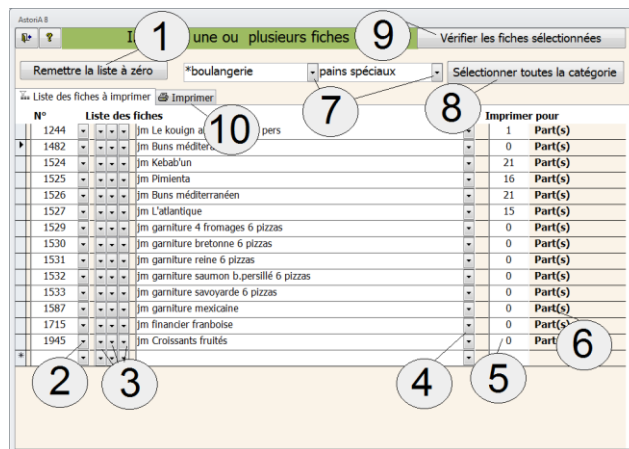 AstoriA 8
? I une ou plusieurs fiches Vérifier les fiches sélectionnées
1 9
Remettre la liste à zéro *boulangerie pains spéciaux Sélectionner toutes la catégorie
7 8
Liste des fiches à imprimer Imprimer
10
N° Liste des fiches Imprimer pour
1244 jm Le kouign a pers 1 Part(s)
1482 jm Buns méditer 0 Part(s)
1524 jm Kebab'un 21 Part(s)
1525 jm Pimienta 16 Part(s)
1526 jm Buns méditerranéen 21 Part(s)
1527 jm L'atlantique 15 Part(s)
1529 jm garniture 4 fromages 6 pizzas 0 Part(s)
1530 jm garniture bretonne 6 pizzas 0 Part(s)
1531 jm garniture reine 6 pizzas 0 Part(s)
1532 jm garniture saumon b.persillé 6 pizzas 0 Part(s)
1533 jm garniture savoyarde 6 pizzas 0 Part(s)
1587 jm garniture mexicaine 0 Part(s)
1715 jm financier franboise 0 Part(s)
1945 jm Croissants fruités 0 Part(s)
*
2 3 4 5 6